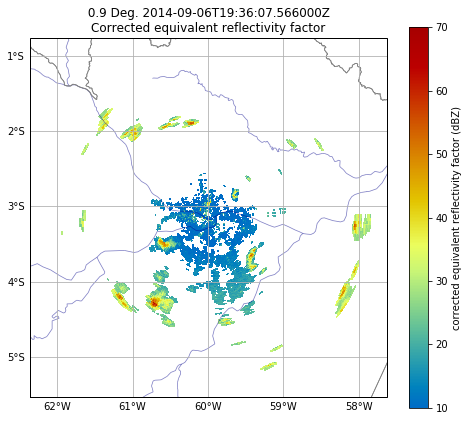 0.9 Deg. 2014-09-06T19:36:07.566000Z
Corrected equivalent reflectivity factor
1°S
2°S
3°S
4°S
5°S
62°W
61°W
60°W
59°W
58°W
70
60
50
40
30
20
10
corrected equivalent reflectivity factor (dBZ)